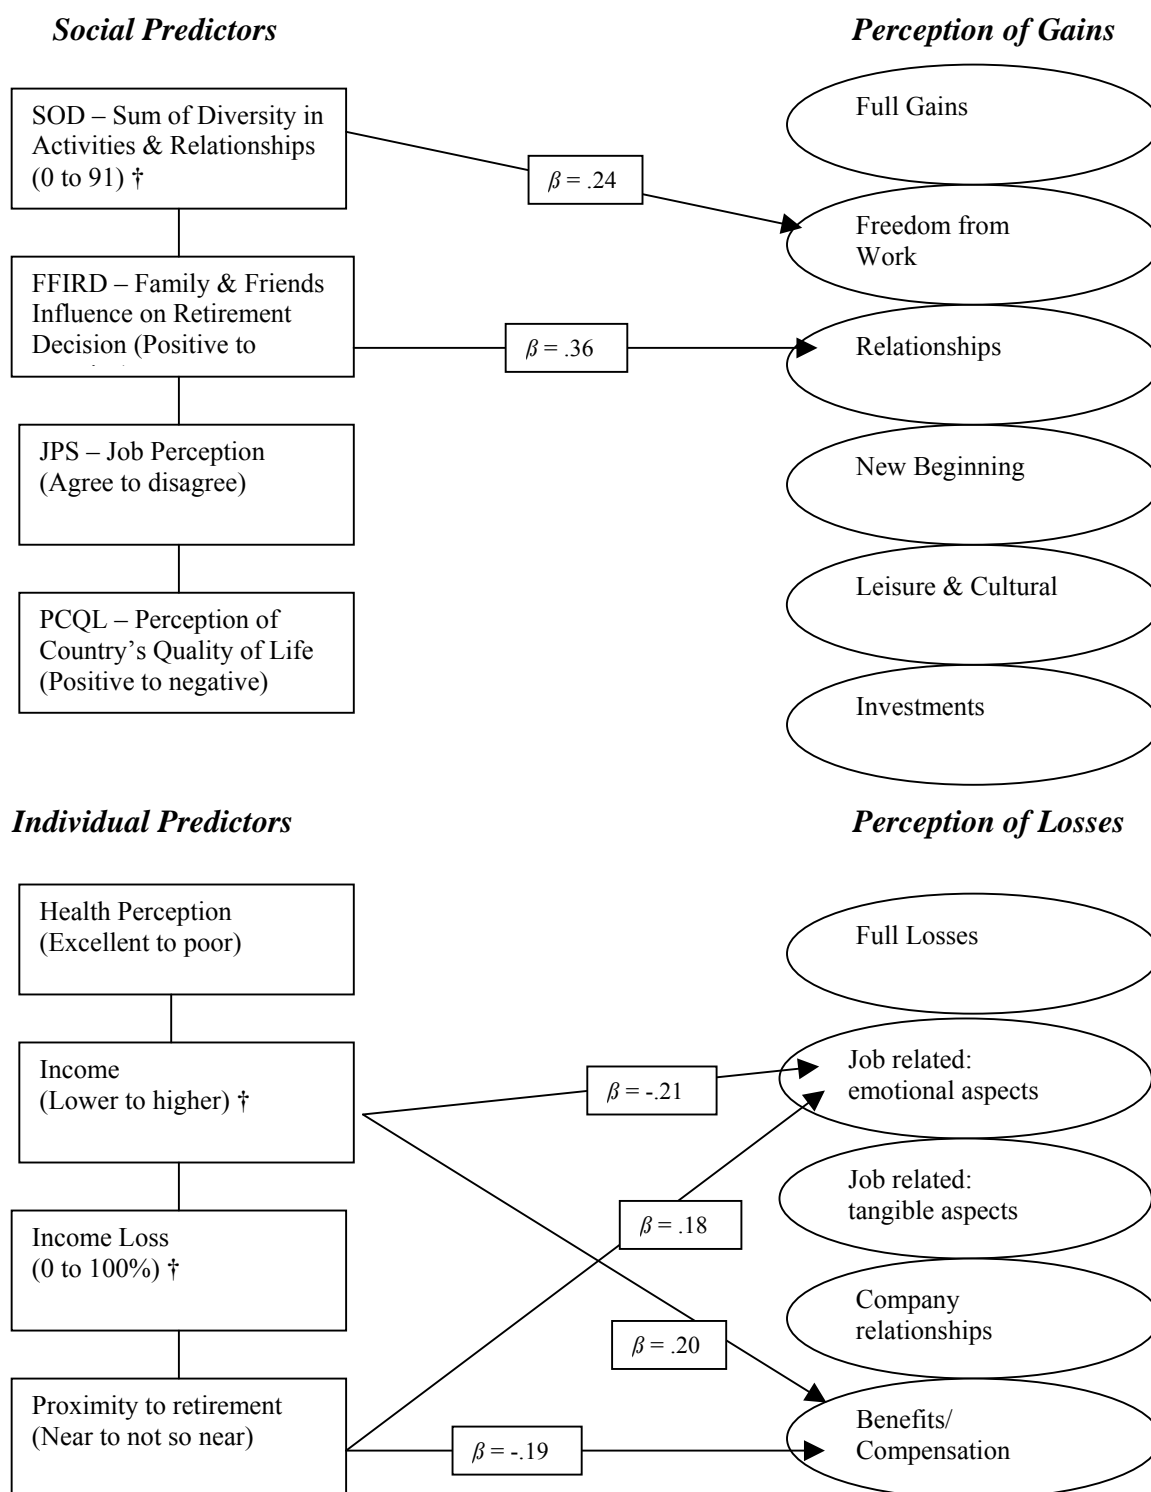 Social Predictors
Perception of Gains
SOD – Sum of Diversity in
Activities & Relationships
(0 to 91) †
β = .24
Full Gains
Freedom from
Work
FFIRD – Family & Friends
Influence on Retirement
Decision (Positive to
β = .36
Relationships
JPS – Job Perception
(Agree to disagree)
New Beginning
PCQL – Perception of
Country’s Quality of Life
(Positive to negative)
Leisure & Cultural
Investments
Individual Predictors
Perception of Losses
Health Perception
(Excellent to poor)
Full Losses
Income
(Lower to higher) †
β = -.21
Job related:
emotional aspects
Income Loss
(0 to 100%) †
β = .18
Job related:
tangible aspects
β = .20
Company
relationships
Proximity to retirement
(Near to not so near)
β = -.19
Benefits/
Compensation